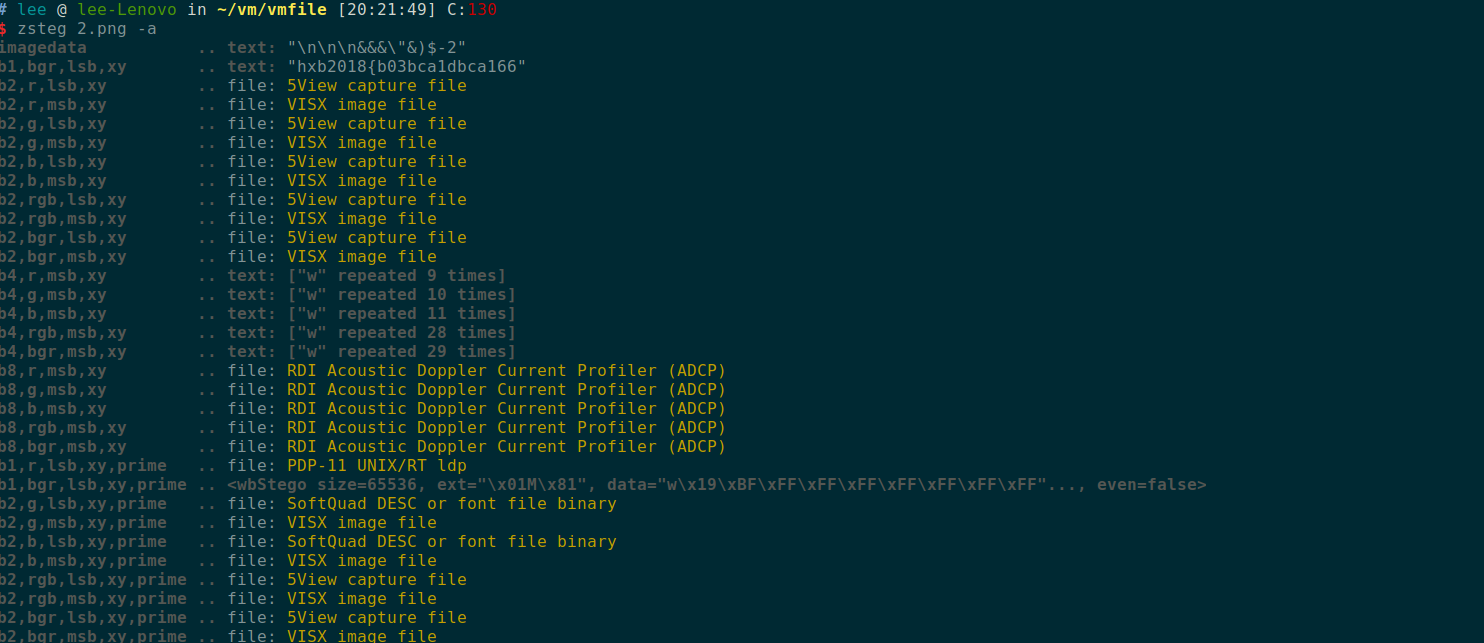 # lee @ lee-Lenovo in ~/vm/vmfile [20:21:49] C:130
$ zsteg 2.png -a
imagedata           .. text: "\n\n\n&&&\"&)$-2"
b1,bgr,lsb,xy       .. text: "hxb2018{b03bca1dbca166"
b2,r,lsb,xy         .. file: 5View capture file
b2,r,msb,xy         .. file: VISX image file
b2,g,lsb,xy         .. file: 5View capture file
b2,g,msb,xy         .. file: VISX image file
b2,b,lsb,xy         .. file: 5View capture file
b2,b,msb,xy         .. file: VISX image file
b2,rgb,lsb,xy       .. file: 5View capture file
b2,rgb,msb,xy       .. file: VISX image file
b2,bgr,lsb,xy       .. file: 5View capture file
b2,bgr,msb,xy       .. file: VISX image file
b4,r,msb,xy         .. text: ["w" repeated 9 times]
b4,g,msb,xy         .. text: ["w" repeated 10 times]
b4,b,msb,xy         .. text: ["w" repeated 11 times]
b4,rgb,msb,xy       .. text: ["w" repeated 28 times]
b4,bgr,msb,xy       .. text: ["w" repeated 29 times]
b8,r,msb,xy         .. file: RDI Acoustic Doppler Current Profiler (ADCP)
b8,g,msb,xy         .. file: RDI Acoustic Doppler Current Profiler (ADCP)
b8,b,msb,xy         .. file: RDI Acoustic Doppler Current Profiler (ADCP)
b8,rgb,msb,xy       .. file: RDI Acoustic Doppler Current Profiler (ADCP)
b8,bgr,msb,xy       .. file: RDI Acoustic Doppler Current Profiler (ADCP)
b1,r,lsb,xy,prime   .. file: PDP-11 UNIX/RT ldp
b1,bgr,lsb,xy,prime .. <wbStego size=65536, ext="\x01M\x81", data="w\x19\xBF\xFF\xFF\xFF\xFF\xFF\xFF\xFF"..., even=false>
b2,g,lsb,xy,prime   .. file: SoftQuad DESC or font file binary
b2,g,msb,xy,prime   .. file: VISX image file
b2,b,lsb,xy,prime   .. file: SoftQuad DESC or font file binary
b2,b,msb,xy,prime   .. file: VISX image file
b2,rgb,lsb,xy,prime .. file: 5View capture file
b2,rgb,msb,xy,prime .. file: VISX image file
b2,bgr,lsb,xy,prime .. file: 5View capture file
b2,bgr,msb,xy,prime .. file: VISX image file